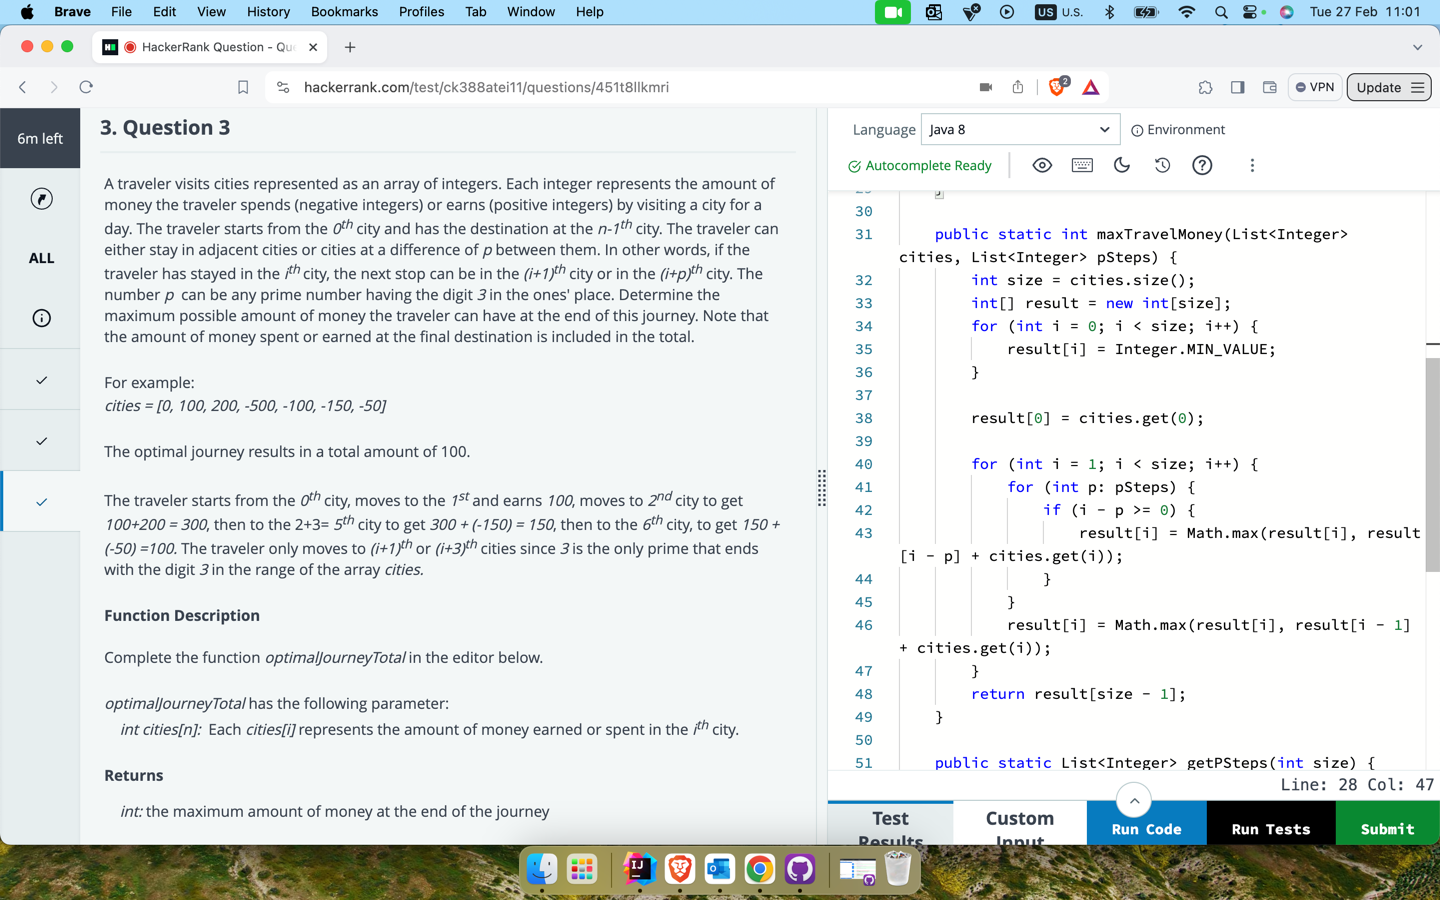 Brave File Edit View History Bookmarks Profiles Tab Window Help US U.S. Tue 27 Feb 11:01
HackerRank Question - Qu
hackerrank.com/test/ck388atei11/questions/451t8llkmri 2 VPN Update
6m left
ALL
3. Question 3
A traveler visits cities represented as an array of integers. Each integer represents the amount of
money the traveler spends (negative integers) or earns (positive integers) by visiting a city for a
day. The traveler starts from the 0th city and has the destination at the n-1th city. The traveler can
either stay in adjacent cities or cities at a difference of p between them. In other words, if the
traveler has stayed in the ith city, the next stop can be in the (i+1)th city or in the (i+p)th city. The
number p can be any prime number having the digit 3 in the ones' place. Determine the
maximum possible amount of money the traveler can have at the end of this journey. Note that
the amount of money spent or earned at the final destination is included in the total.
For example:
cities = [0, 100, 200, -500, -100, -150, -50]
The optimal journey results in a total amount of 100.
The traveler starts from the 0th city, moves to the 1st and earns 100, moves to 2nd city to get
100+200 = 300, then to the 2+3= 5th city to get 300 + (-150) = 150, then to the 6th city, to get 150 +
(-50) =100. The traveler only moves to (i+1)th or (i+3)th cities since 3 is the only prime that ends
with the digit 3 in the range of the array cities.
Function Description
Complete the function optimalJourneyTotal in the editor below.
optimalJourneyTotal has the following parameter:
int cities[n]: Each cities[i] represents the amount of money earned or spent in the ith city.
Returns
int: the maximum amount of money at the end of the journey
Language Java 8 Environment
Autocomplete Ready
29 }
30
31 public static int maxTravelMoney(List<Integer>
cities, List<Integer> pSteps) {
32 int size = cities.size();
33 int[] result = new int[size];
34 for (int i = 0; i < size; i++) {
35 result[i] = Integer.MIN_VALUE;
36 }
37
38 result[0] = cities.get(0);
39
40 for (int i = 1; i < size; i++) {
41 for (int p: pSteps) {
42 if (i - p >= 0) {
43 result[i] = Math.max(result[i], result
[i - p] + cities.get(i));
44 }
45 }
46 result[i] = Math.max(result[i], result[i - 1]
+ cities.get(i));
47 }
48 return result[size - 1];
49 }
50
51 public static List<Integer> getPSteps(int size) {
Line: 28 Col: 47
Test
Results
Custom
Input
Run Code
Run Tests
Submit